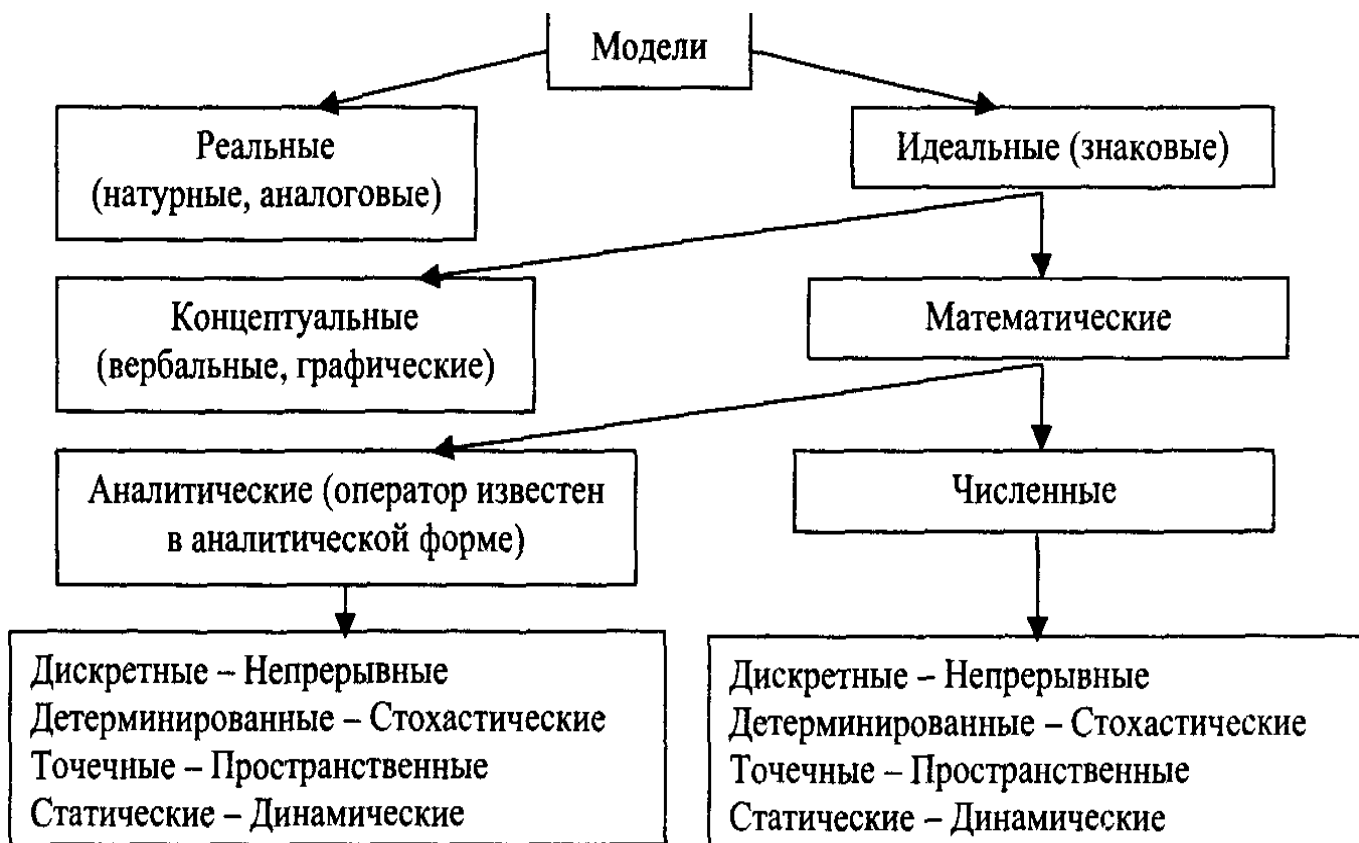 Модели
Реальные
(натурные, аналоговые)
Идеальные (знаковые)
Концептуальные
(вербальные, графические)
Математические
Аналитические (оператор известен
в аналитической форме)
Численные
Дискретные – Непрерывные
Детерминированные – Стохастические
Точечные – Пространственные
Статические – Динамические
Дискретные – Непрерывные
Детерминированные – Стохастические
Точечные – Пространственные
Статические – Динамические